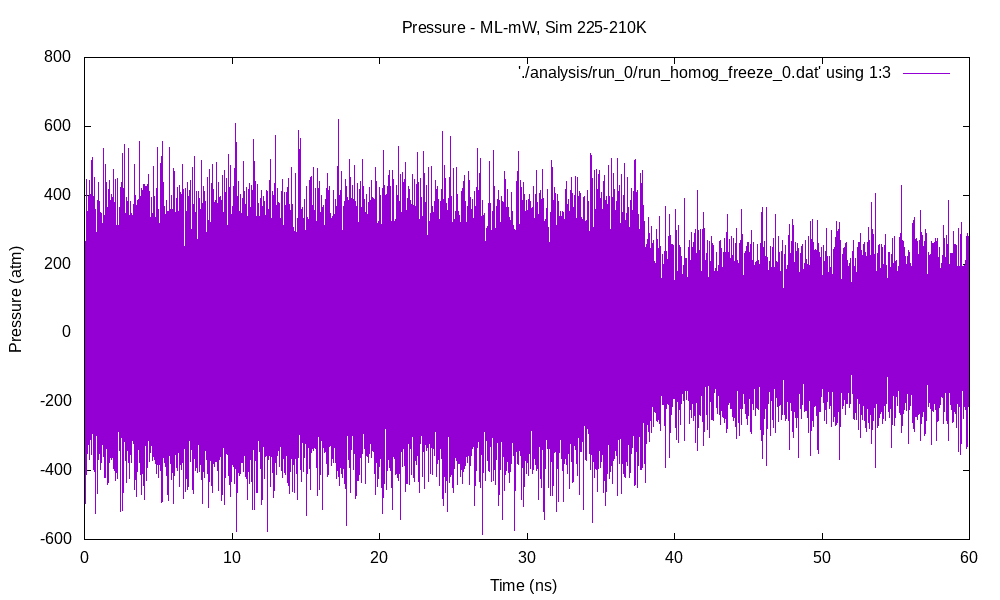 Pressure - ML-mW, Sim 225-210K
'./analysis/run_0/run_homog_freeze_0.dat' using 1:3
800
600
400
200
0
-200
-400
-600
Pressure (atm)
0 10 20 30 40 50 60
Time (ns)